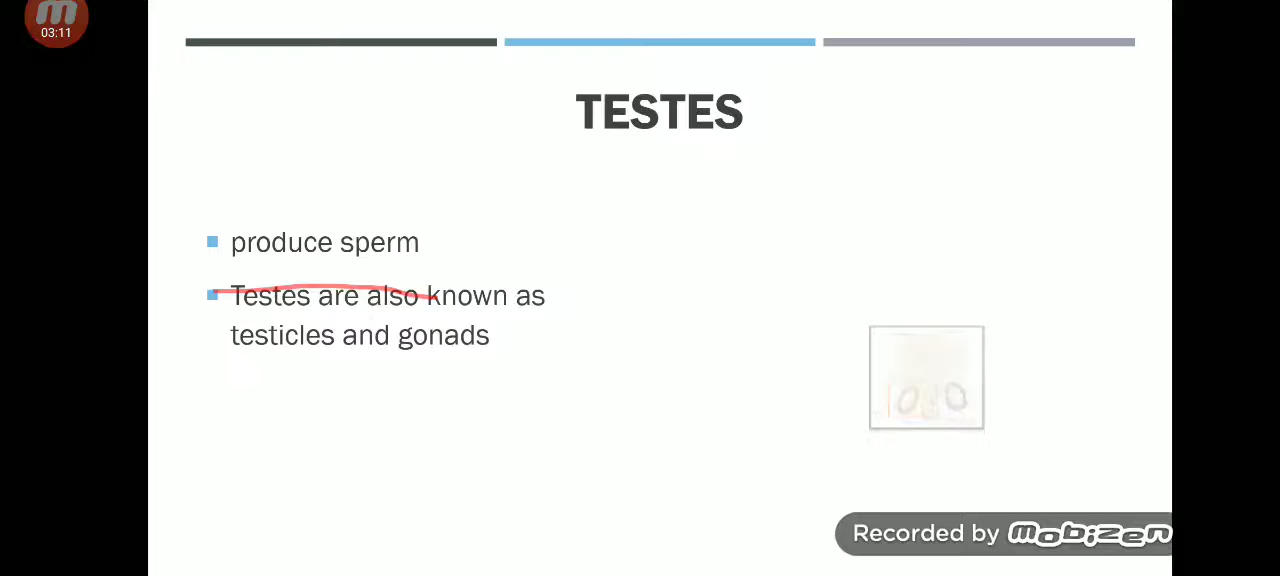 03:11
TESTES
produce sperm
Testes are also known as
testicles and gonads
Recorded by mobizen